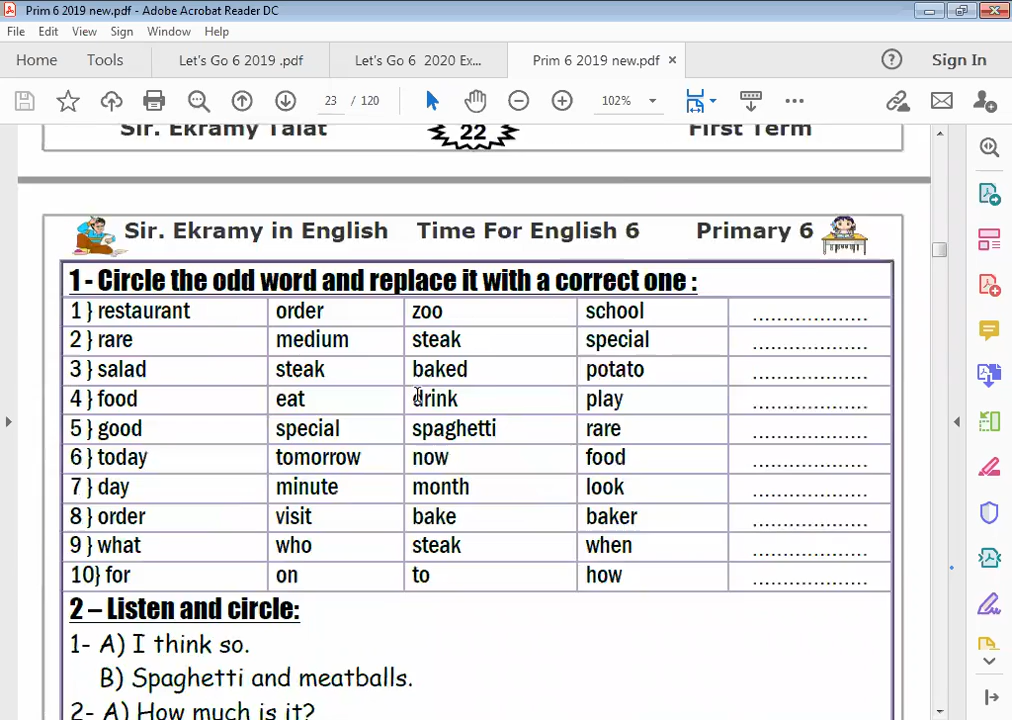 Prim 6 2019 new.pdf - Adobe Acrobat Reader DC
File Edit View Sign Window Help
Home Tools Let's Go 6 2019 .pdf Let's Go 6 2020 Ex... Prim 6 2019 new.pdf × Sign In
23 / 120 102%
Sir. Ekramy Talat 22 First Term
Sir. Ekramy in English Time For English 6 Primary 6
1 - Circle the odd word and replace it with a correct one :
1 } restaurant order zoo school ..................
2 } rare medium steak special ..................
3 } salad steak baked potato ..................
4 } food eat drink play ..................
5 } good special spaghetti rare ..................
6 } today tomorrow now food ..................
7 } day minute month look ..................
8 } order visit bake baker ..................
9 } what who steak when ..................
10} for on to how ..................
2 – Listen and circle:
1- A) I think so.
B) Spaghetti and meatballs.
2- A) How much is it?